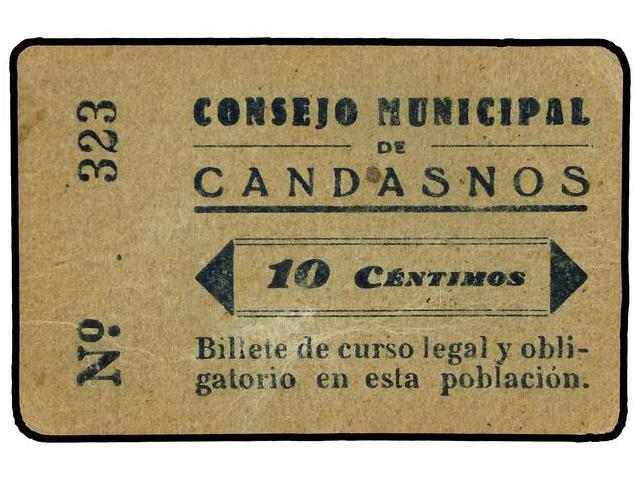 Nº. 323
CONSEJO MUNICIPAL
DE
CANDASNOS
10 CÉNTIMOS
Billete de curso legal y obli-
gatorio en esta población.